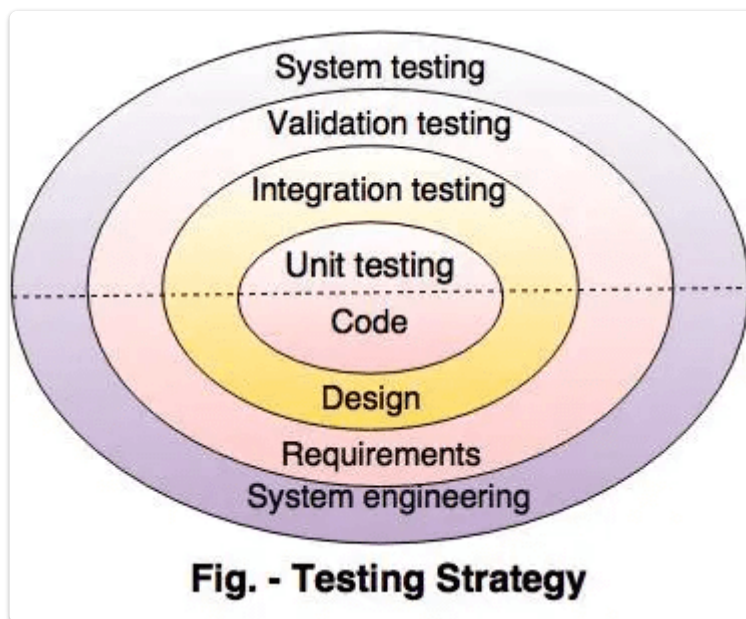 System testing
Validation testing
Integration testing
Unit testing
Code
Design
Requirements
System engineering
Fig. - Testing Strategy